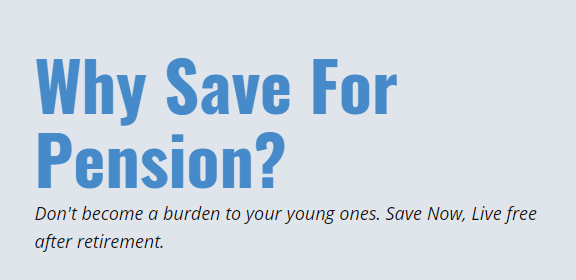 Why Save For
Pension?
Don't become a burden to your young ones. Save Now, Live free
after retirement.